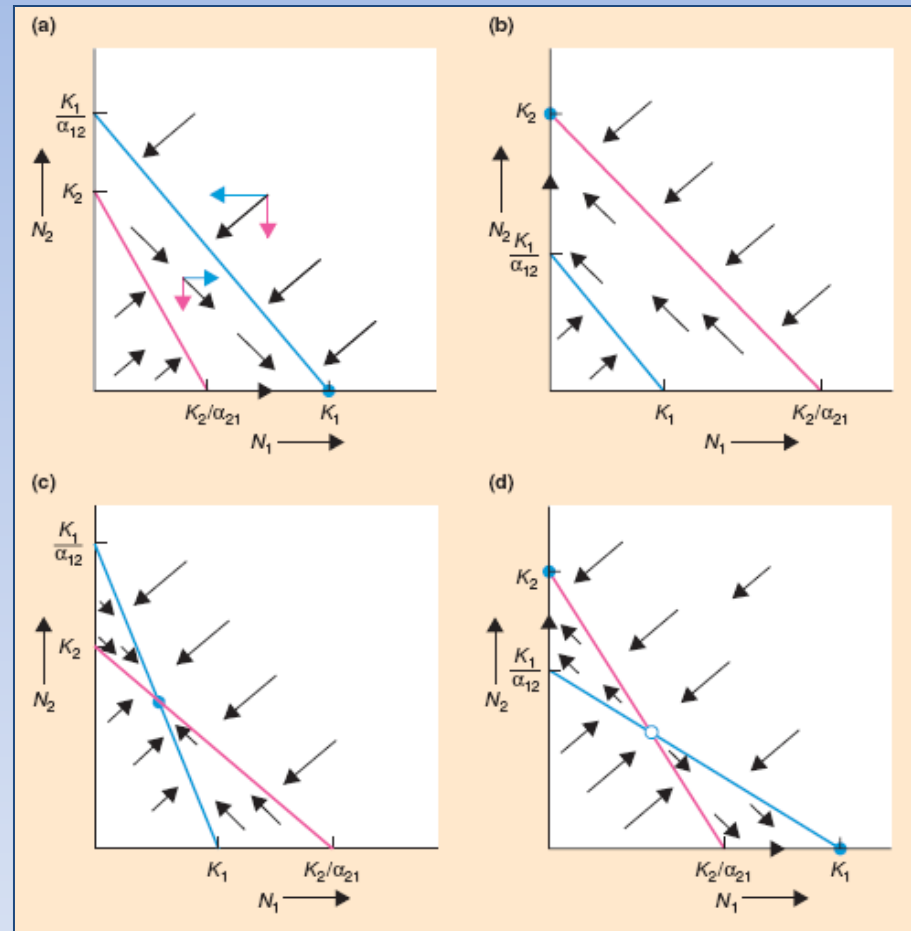 (a)
K₁
α₁₂
K₂
N₂
K₂/α₂₁
K₁
N₁
(b)
K₂
N₂
K₁
α₁₂
K₁
K₂/α₂₁
N₁
(c)
K₁
α₁₂
K₂
N₂
K₁
K₂/α₂₁
N₁
(d)
K₂
K₁
α₁₂
N₂
K₂/α₂₁
K₁
N₁